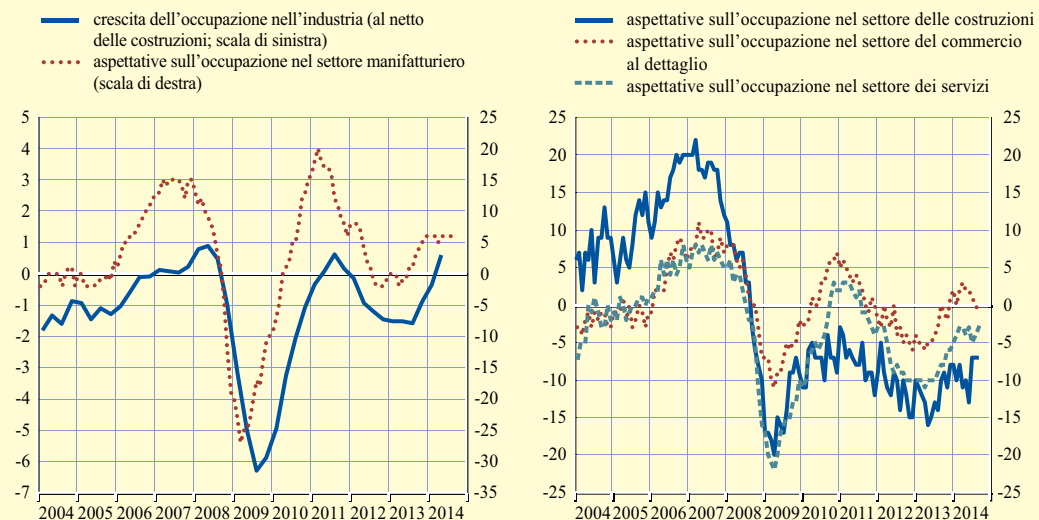 crescita dell'occupazione nell'industria (al netto
delle costruzioni; scala di sinistra)
aspettative sull'occupazione nel settore manifatturiero
(scala di destra)
5 25
4 20
3 15
2 10
1 5
0 0
-1 -5
-2 -10
-3 -15
-4 -20
-5 -25
-6 -30
-7 -35
2004 2005 2006 2007 2008 2009 2010 2011 2012 2013 2014
aspettative sull'occupazione nel settore delle costruzioni
aspettative sull'occupazione nel settore del commercio
al dettaglio
aspettative sull'occupazione nel settore dei servizi
25 25
20 20
15 15
10 10
5 5
0 0
-5 -5
-10 -10
-15 -15
-20 -20
-25 -25
2004 2005 2006 2007 2008 2009 2010 2011 2012 2013 2014